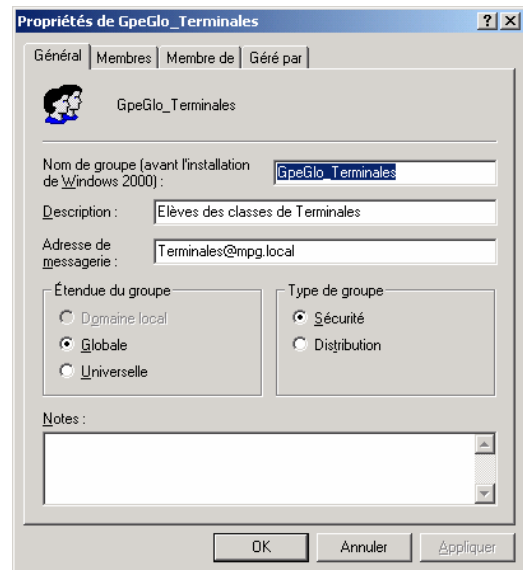 Propriétés de GpeGlo_Terminales
Général Membres Membre de Géré par
GpeGlo_Terminales
Nom de groupe (avant l'installation
de Windows 2000) :
GpeGlo_Terminales
Description :
Elèves des classes de Terminales
Adresse de
messagerie :
Terminales@mpg.local
Étendue du groupe
Domaine local
Globale
Universelle
Type de groupe
Sécurité
Distribution
Notes :
OK Annuler Appliquer